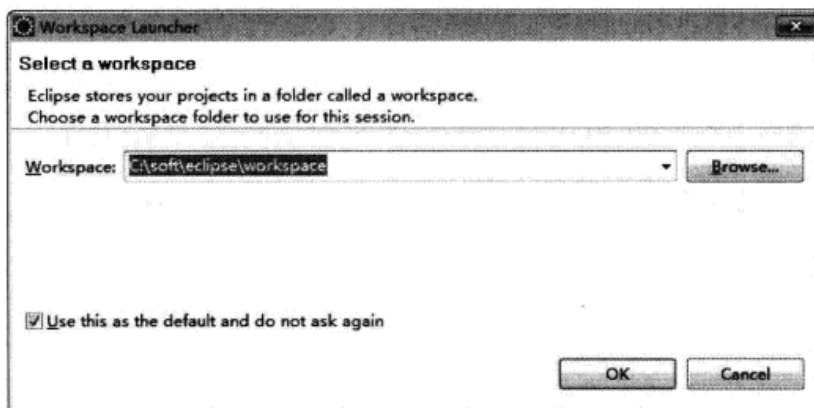 Workspace Launcher
Select a workspace
Eclipse stores your projects in a folder called a workspace.
Choose a workspace folder to use for this session.
Workspace: C:\soft\eclipse\workspace Browse...
Use this as the default and do not ask again
OK Cancel